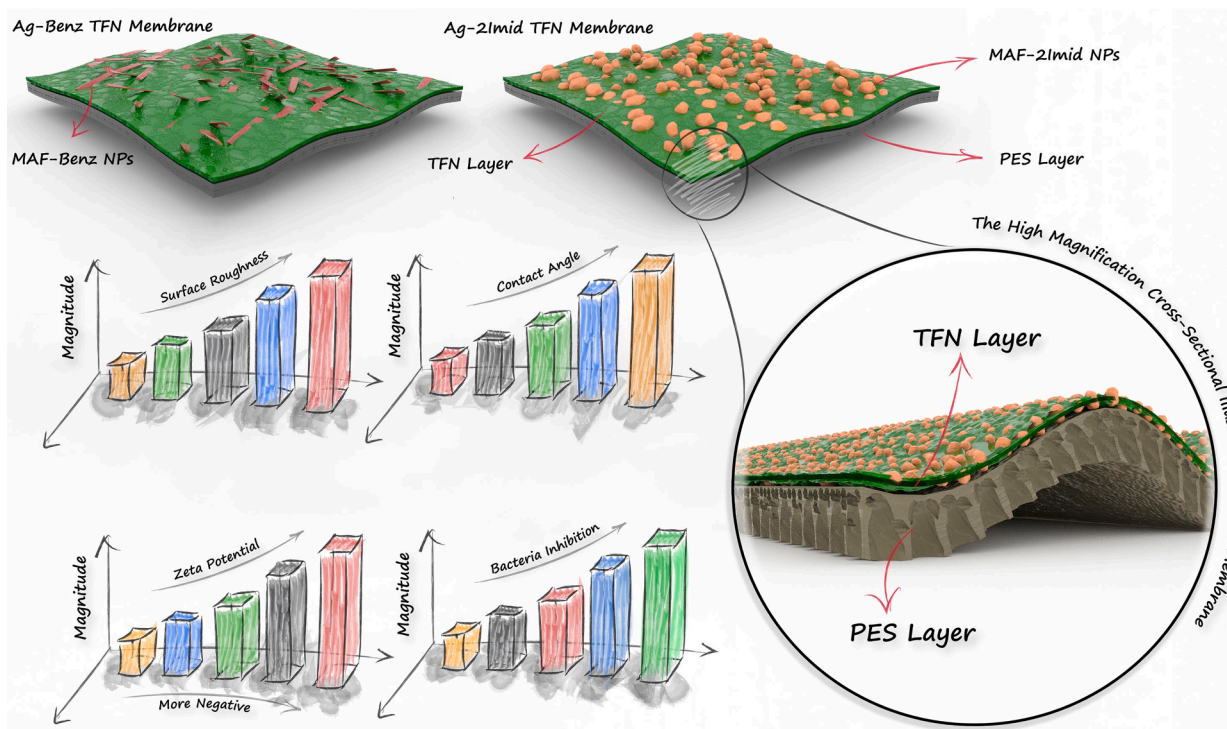 Ag-Benz TFN Membrane
Ag-2Imid TFN Membrane
MAF-2Imid NPs
MAF-Benz NPs
TFN Layer
PES Layer
The High Magnification Cross-Sectional
Membrane
Magnitude
Surface Roughness
Magnitude
Contact Angle
TFN Layer
PES Layer
Magnitude
Zeta Potential
More Negative
Magnitude
Bacteria Inhibition